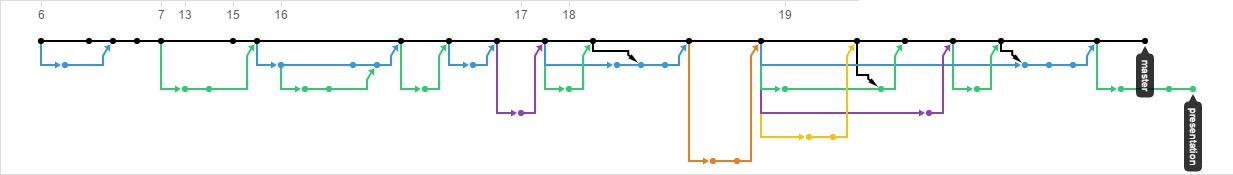 6 7 13 15 16 17 18 19
master
presentation